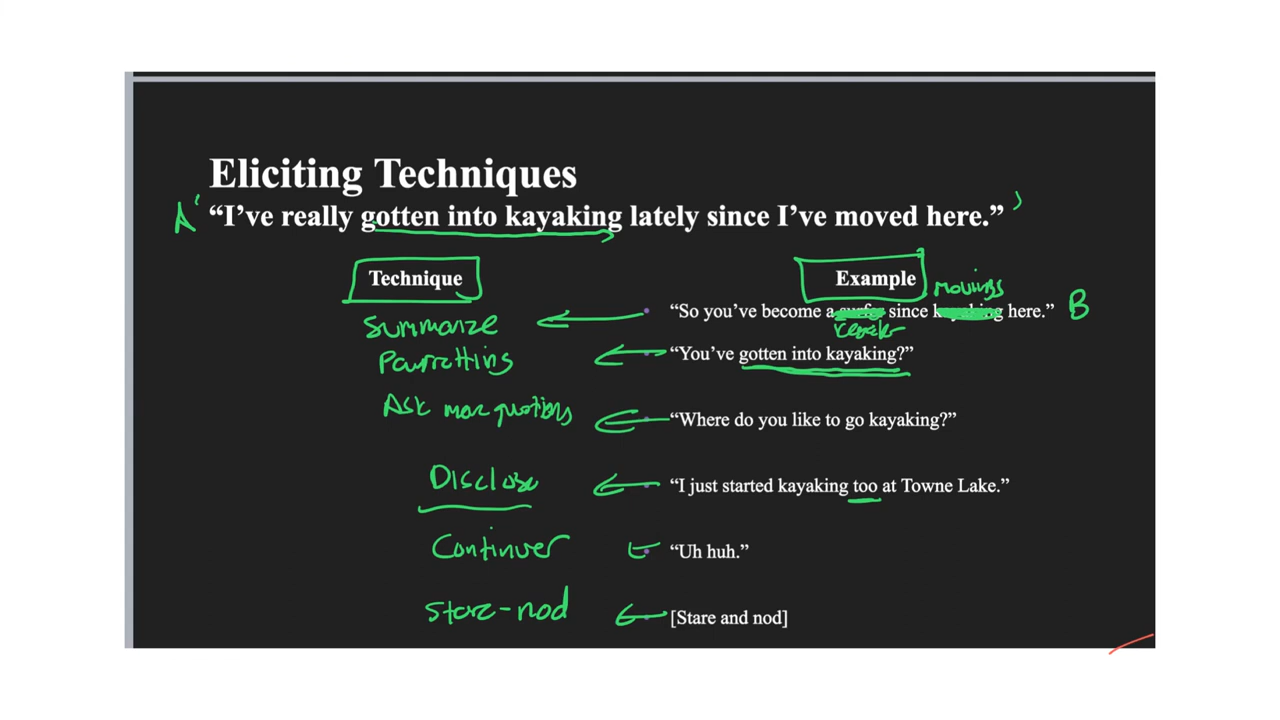 Eliciting Techniques
A "I've really gotten into kayaking lately since I've moved here."
Technique Example
movings
Summarize "So you've become a surfer since kayaking here." B
kayaker
Parrotting "You've gotten into kayaking?"
Ask more questions "Where do you like to go kayaking?"
Disclose "I just started kayaking too at Towne Lake."
Continuer "Uh huh."
Stare-nod [Stare and nod]